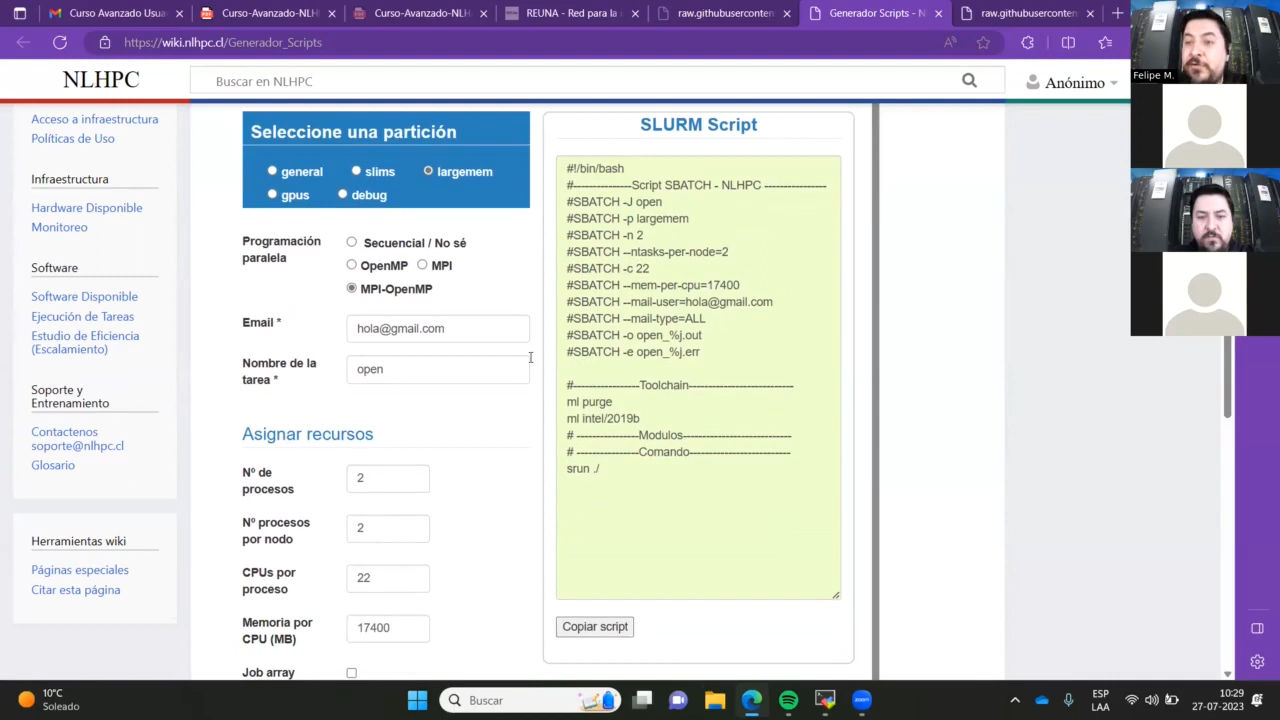 Curso Avanzado Usua
Curso-Avanzado-NLH
Curso-Avanzado-NLH
REUNA - Red para la
raw.githubuserconten
Generador Scripts - N
raw.githubuserconten
https://wiki.nlhpc.cl/Generador_Scripts
NLHPC
Buscar en NLHPC
Anónimo
Felipe M.
Acceso a infraestructura
Políticas de Uso
Infraestructura
Hardware Disponible
Monitoreo
Software
Software Disponible
Ejecución de Tareas
Estudio de Eficiencia
(Escalamiento)
Soporte y
Entrenamiento
Contactenos
soporte@nlhpc.cl
Glosario
Herramientas wiki
Páginas especiales
Citar esta página
Seleccione una partición
general slims largemem
gpus debug
Programación
paralela
Secuencial / No sé
OpenMP MPI
MPI-OpenMP
Email *
hola@gmail.com
Nombre de la
tarea *
open
Asignar recursos
Nº de
procesos
2
Nº procesos
por nodo
2
CPUs por
proceso
22
Memoria por
CPU (MB)
17400
Job array
SLURM Script
#!/bin/bash
#---------------Script SBATCH - NLHPC ----------------
#SBATCH -J open
#SBATCH -p largemem
#SBATCH -n 2
#SBATCH --ntasks-per-node=2
#SBATCH -c 22
#SBATCH --mem-per-cpu=17400
#SBATCH --mail-user=hola@gmail.com
#SBATCH --mail-type=ALL
#SBATCH -o open_%j.out
#SBATCH -e open_%j.err
#-----------------Toolchain---------------------------
ml purge
ml intel/2019b
# ----------------Modulos----------------------------
# ----------------Comando--------------------------
srun ./
Copiar script
10°C
Soleado
Buscar
zoom
ESP
LAA
10:29
27-07-2023